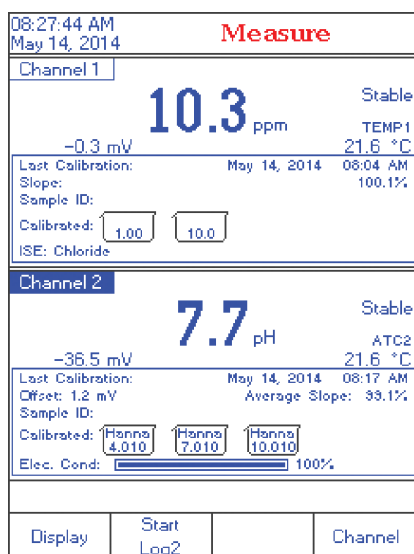 08:27:44 AM
May 14, 2014
Measure
Channel 1
10.3 ppm
Stable
TEMP1
-0.3 mV
21.6 °C
Last Calibration: May 14, 2014 08:04 AM
Slope: 100.1%
Sample ID:
Calibrated: 1.00 10.0
ISE: Chloride
Channel 2
7.7 pH
Stable
ATC2
-36.5 mV
21.6 °C
Last Calibration: May 14, 2014 08:17 AM
Offset: 1.2 mV Average Slope: 99.1%
Sample ID:
Calibrated: Hanna 4.010 Hanna 7.010 Hanna 10.010
Elec. Cond: 100%
Display
Start Log2
Channel